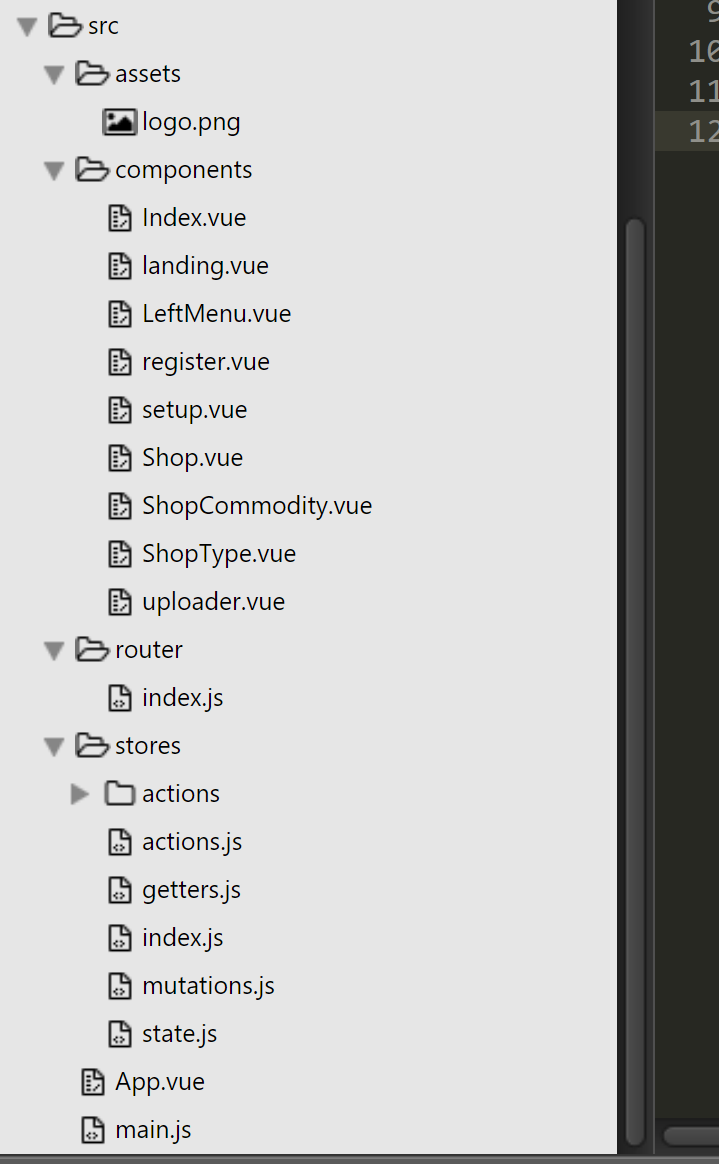 src
assets
logo.png
components
Index.vue
landing.vue
LeftMenu.vue
register.vue
setup.vue
Shop.vue
ShopCommodity.vue
ShopType.vue
uploader.vue
router
index.js
stores
actions
actions.js
getters.js
index.js
mutations.js
state.js
App.vue
main.js
10
11
12